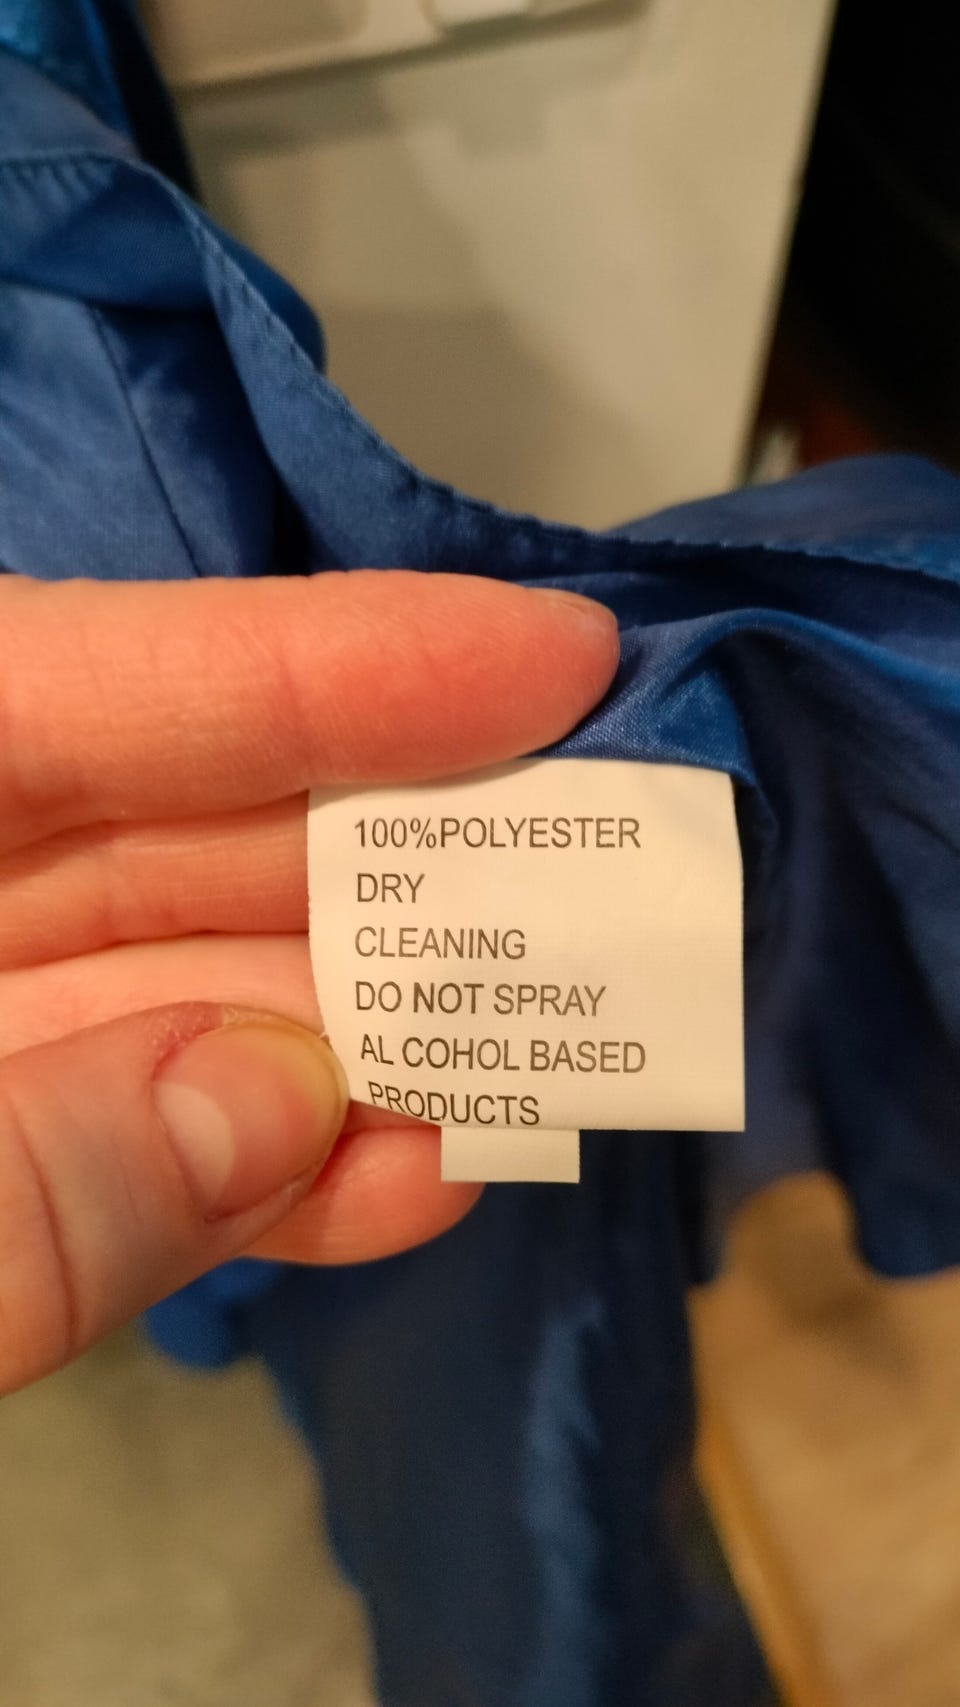 100%POLYESTER
DRY
CLEANING
DO NOT SPRAY
AL COHOL BASED
PRODUCTS